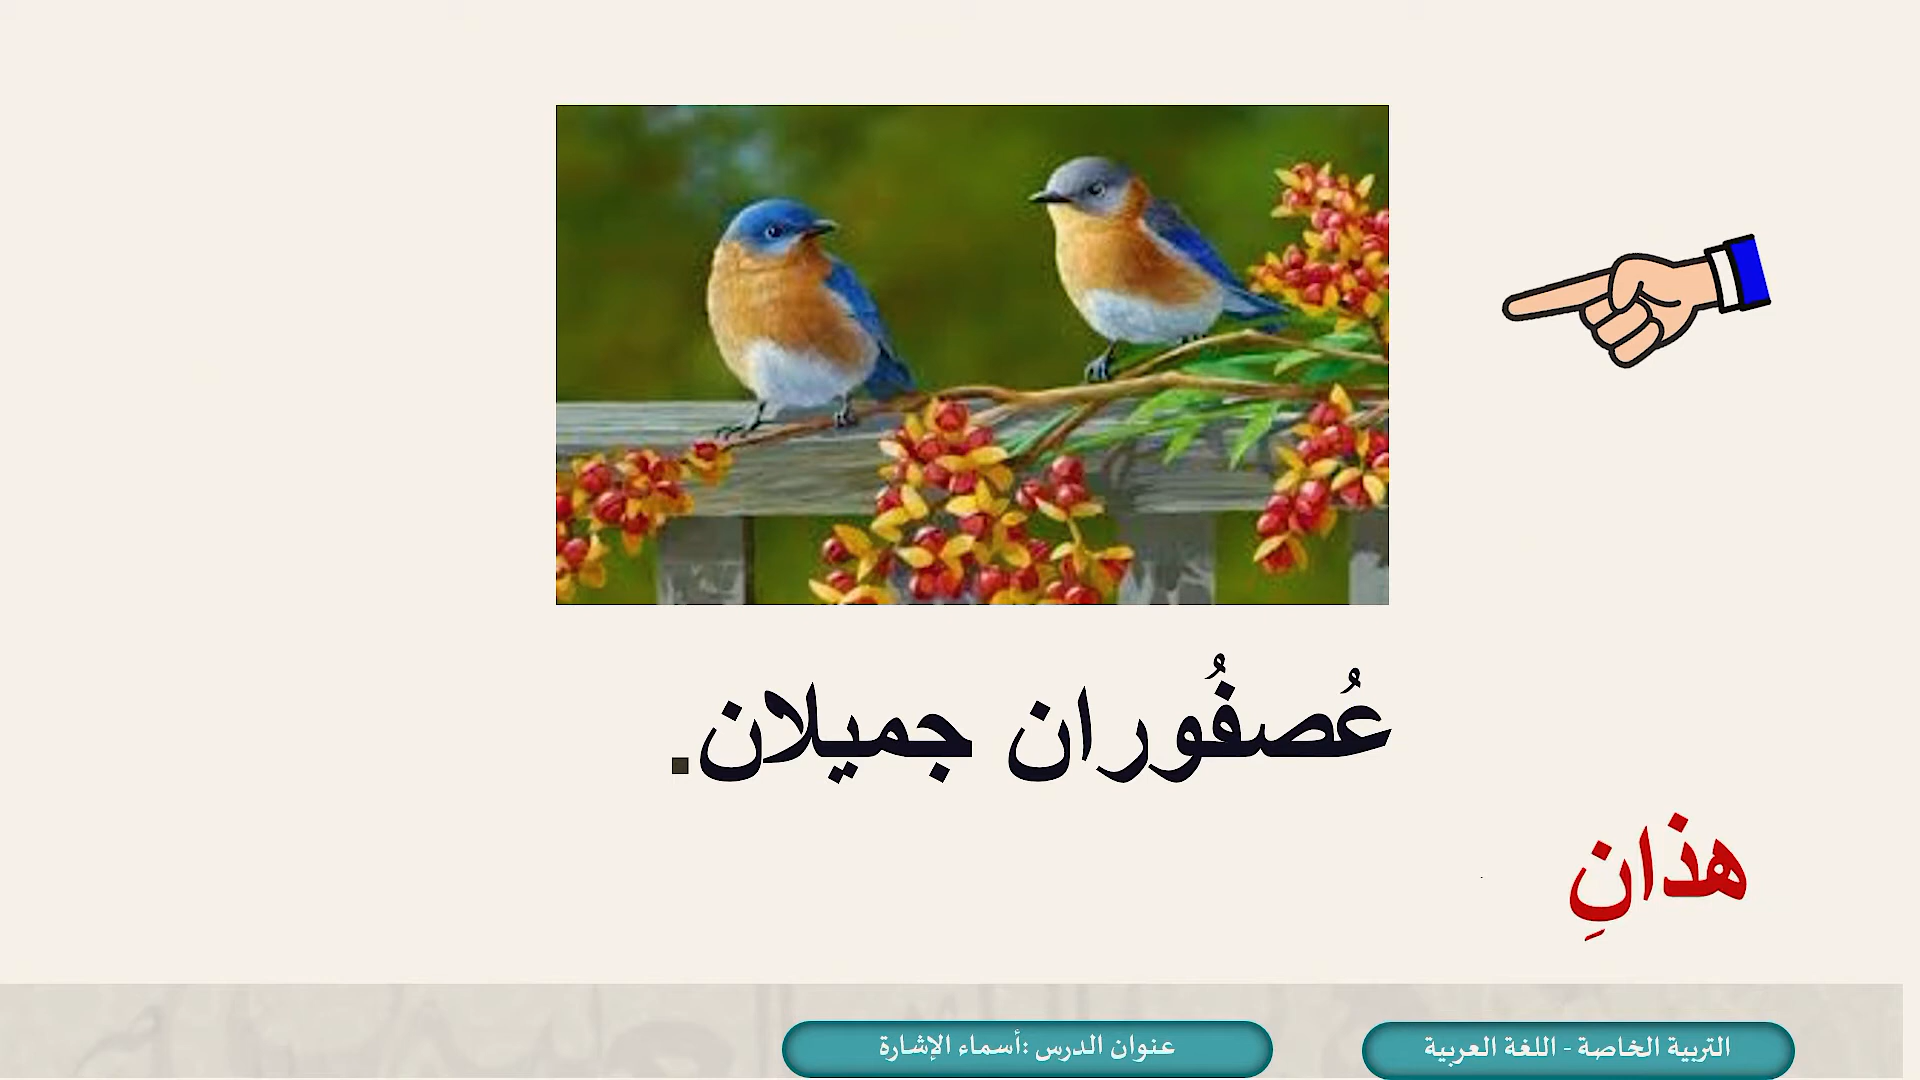 عُصفُوران جميلان.
هذانِ
التربية الخاصة - اللغة العربية
عنوان الدرس :أسماء الإشارة